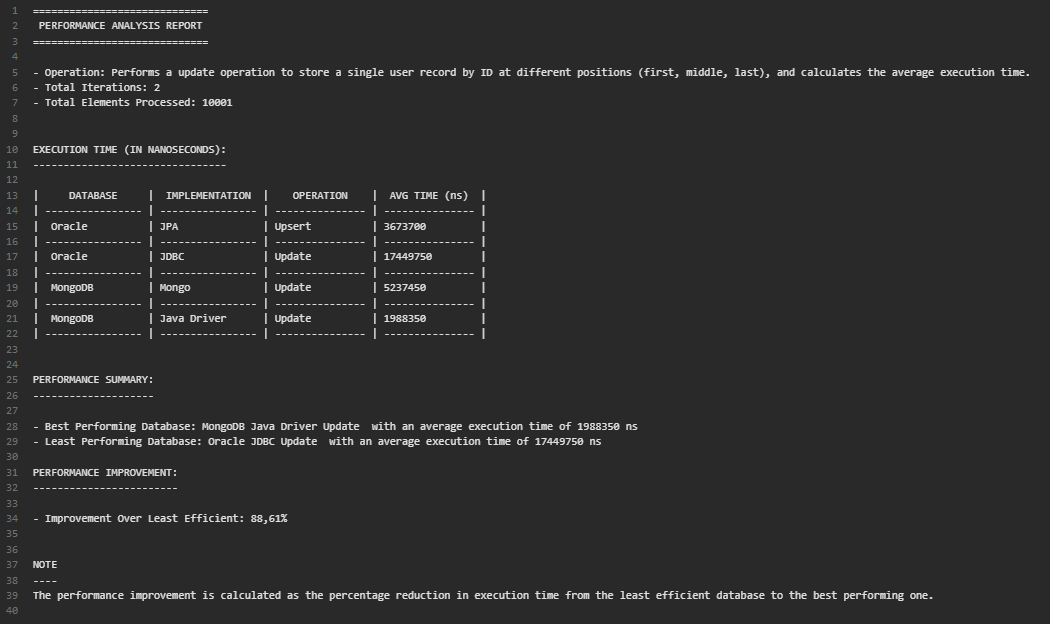 1 =============================
2  PERFORMANCE ANALYSIS REPORT
3 =============================
4
5 - Operation: Performs a update operation to store a single user record by ID at different positions (first, middle, last), and calculates the average execution time.
6 - Total Iterations: 2
7 - Total Elements Processed: 10001
8
9
10 EXECUTION TIME (IN NANOSECONDS):
11 --------------------------------
12
13 |     DATABASE     |  IMPLEMENTATION  |    OPERATION    |  AVG TIME (ns)  |
14 | ---------------- | ---------------- | --------------- | --------------- |
15 |  Oracle          | JPA              | Upsert          | 3673700         |
16 | ---------------- | ---------------- | --------------- | --------------- |
17 |  Oracle          | JDBC             | Update          | 17449750        |
18 | ---------------- | ---------------- | --------------- | --------------- |
19 |  MongoDB         | Mongo            | Update          | 5237450         |
20 | ---------------- | ---------------- | --------------- | --------------- |
21 |  MongoDB         | Java Driver      | Update          | 1988350         |
22 | ---------------- | ---------------- | --------------- | --------------- |
23
24
25 PERFORMANCE SUMMARY:
26 --------------------
27
28 - Best Performing Database: MongoDB Java Driver Update  with an average execution time of 1988350 ns
29 - Least Performing Database: Oracle JDBC Update  with an average execution time of 17449750 ns
30
31 PERFORMANCE IMPROVEMENT:
32 ------------------------
33
34 - Improvement Over Least Efficient: 88,61%
35
36
37 NOTE
38 ----
39 The performance improvement is calculated as the percentage reduction in execution time from the least efficient database to the best performing one.
40